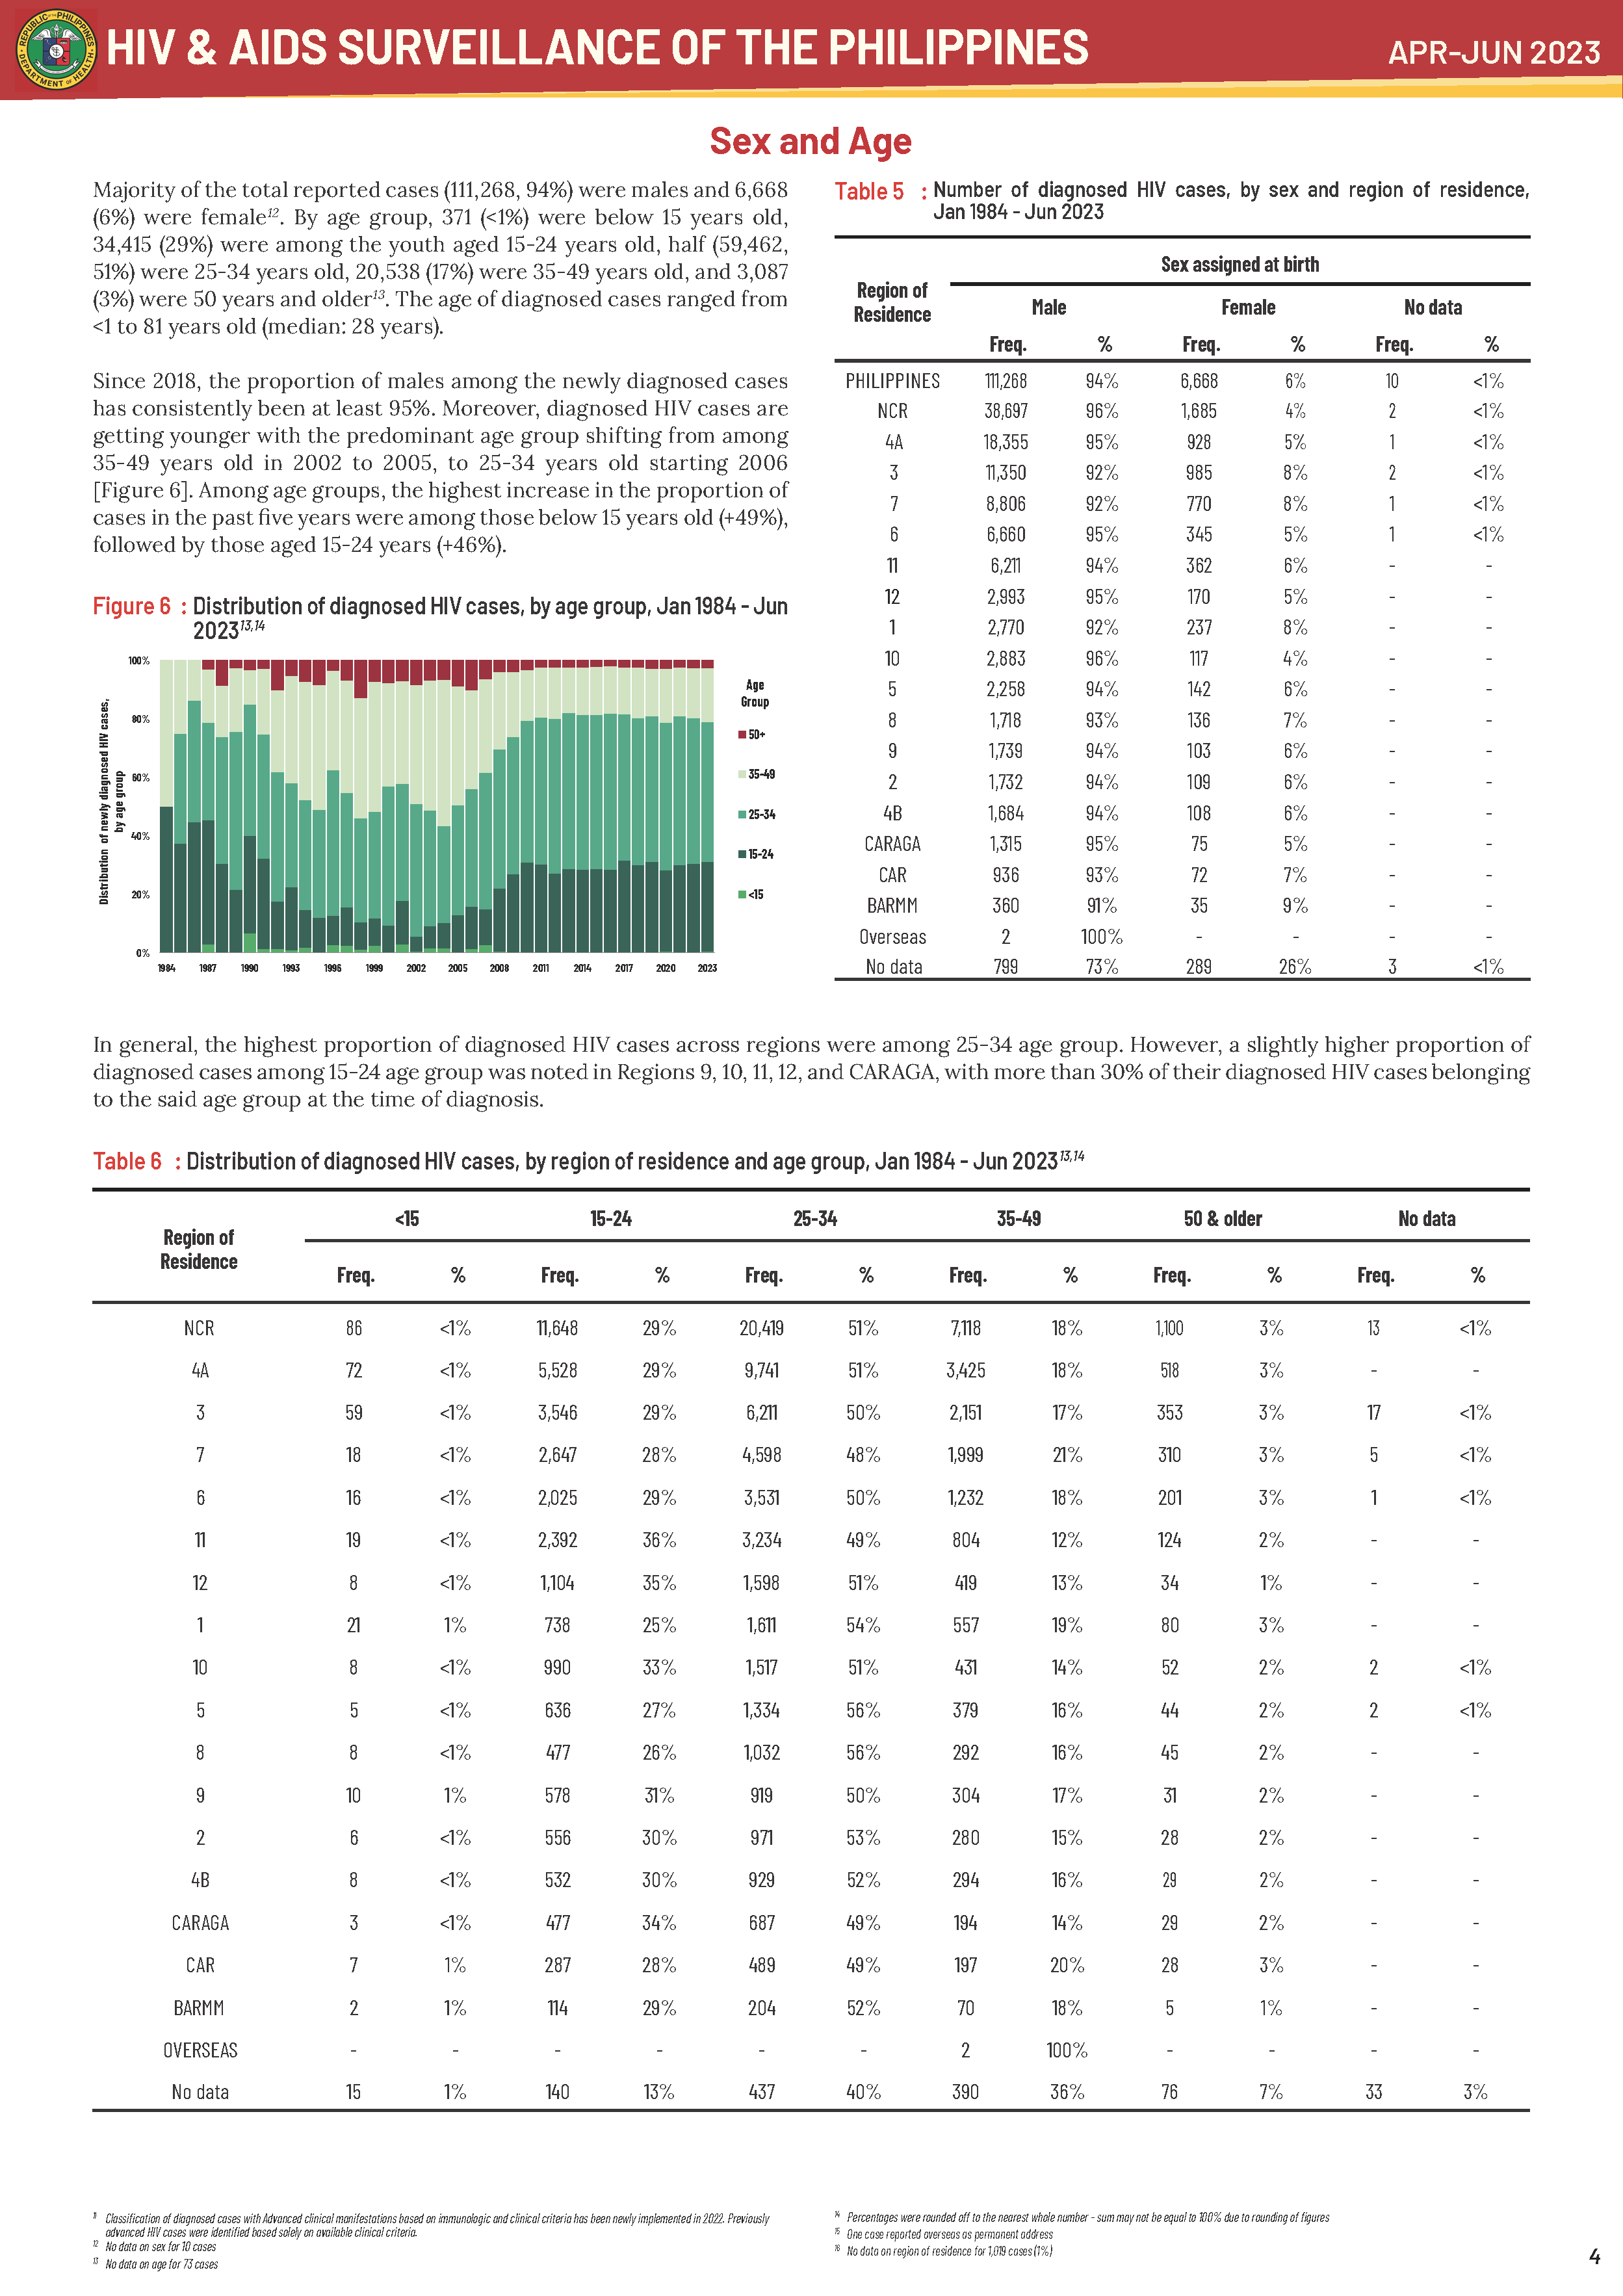 HIV & AIDS SURVEILLANCE OF THE PHILIPPINES
APR-JUN 2023
Sex and Age
Majority of the total reported cases (111,268, 94%) were males and 6,668
(6%) were female12. By age group, 371 (<1%) were below 15 years old,
34,415 (29%) were among the youth aged 15-24 years old, half (59,462,
51%) were 25-34 years old, 20,538 (17%) were 35-49 years old, and 3,087
(3%) were 50 years and older13. The age of diagnosed cases ranged from
<1 to 81 years old (median: 28 years).
Since 2018, the proportion of males among the newly diagnosed cases
has consistently been at least 95%. Moreover, diagnosed HIV cases are
getting younger with the predominant age group shifting from among
35-49 years old in 2002 to 2005, to 25-34 years old starting 2006
[Figure 6]. Among age groups, the highest increase in the proportion of
cases in the past five years were among those below 15 years old (+49%),
followed by those aged 15-24 years (+46%).
Figure 6 : Distribution of diagnosed HIV cases, by age group, Jan 1984 - Jun
202313,14
Distribution of newly diagnosed HIV cases,
by age group
100%
80%
60%
40%
20%
0%
1984 1987 1990 1993 1996 1999 2002 2005 2008 2011 2014 2017 2020 2023
Age
Group
50+
35-49
25-34
15-24
<15
Table 5 : Number of diagnosed HIV cases, by sex and region of residence,
Jan 1984 - Jun 2023
Sex assigned at birth
Region of
Residence
Male Female No data
Freq. % Freq. % Freq. %
PHILIPPINES 111,268 94% 6,668 6% 10 <1%
NCR 38,697 96% 1,685 4% 2 <1%
4A 18,355 95% 928 5% 1 <1%
3 11,350 92% 985 8% 2 <1%
7 8,806 92% 770 8% 1 <1%
6 6,660 95% 345 5% 1 <1%
11 6,211 94% 362 6% - -
12 2,993 95% 170 5% - -
1 2,770 92% 237 8% - -
10 2,883 96% 117 4% - -
5 2,258 94% 142 6% - -
8 1,718 93% 136 7% - -
9 1,739 94% 103 6% - -
2 1,732 94% 109 6% - -
4B 1,684 94% 108 6% - -
CARAGA 1,315 95% 75 5% - -
CAR 936 93% 72 7% - -
BARMM 360 91% 35 9% - -
Overseas 2 100% - - - -
No data 799 73% 289 26% 3 <1%
In general, the highest proportion of diagnosed HIV cases across regions were among 25-34 age group. However, a slightly higher proportion of
diagnosed cases among 15-24 age group was noted in Regions 9, 10, 11, 12, and CARAGA, with more than 30% of their diagnosed HIV cases belonging
to the said age group at the time of diagnosis.
Table 6 : Distribution of diagnosed HIV cases, by region of residence and age group, Jan 1984 - Jun 202313,14
Region of
Residence
<15 15-24 25-34 35-49 50 & older No data
Freq. % Freq. % Freq. % Freq. % Freq. % Freq. %
NCR 86 <1% 11,648 29% 20,419 51% 7,118 18% 1,100 3% 13 <1%
4A 72 <1% 5,528 29% 9,741 51% 3,425 18% 518 3% - -
3 59 <1% 3,546 29% 6,211 50% 2,151 17% 353 3% 17 <1%
7 18 <1% 2,647 28% 4,598 48% 1,999 21% 310 3% 5 <1%
6 16 <1% 2,025 29% 3,531 50% 1,232 18% 201 3% 1 <1%
11 19 <1% 2,392 36% 3,234 49% 804 12% 124 2% - -
12 8 <1% 1,104 35% 1,598 51% 419 13% 34 1% - -
1 21 1% 738 25% 1,611 54% 557 19% 80 3% - -
10 8 <1% 990 33% 1,517 51% 431 14% 52 2% 2 <1%
5 5 <1% 636 27% 1,334 56% 379 16% 44 2% 2 <1%
8 8 <1% 477 26% 1,032 56% 292 16% 45 2% - -
9 10 1% 578 31% 919 50% 304 17% 31 2% - -
2 6 <1% 556 30% 971 53% 280 15% 28 2% - -
4B 8 <1% 532 30% 929 52% 294 16% 29 2% - -
CARAGA 3 <1% 477 34% 687 49% 194 14% 29 2% - -
CAR 7 1% 287 28% 489 49% 197 20% 28 3% - -
BARMM 2 1% 114 29% 204 52% 70 18% 5 1% - -
OVERSEAS - - - - - - 2 100% - - - -
No data 15 1% 140 13% 437 40% 390 36% 76 7% 33 3%
11 Classification of diagnosed cases with Advanced clinical manifestations based on immunologic and clinical criteria has been newly implemented in 2022. Previously
advanced HIV cases were identified based solely on available clinical criteria.
12 No data on sex for 10 cases
13 No data on age for 73 cases
14 Percentages were rounded off to the nearest whole number - sum may not be equal to 100% due to rounding of figures
15 One case reported overseas as permanent address
16 No data on region of residence for 1,019 cases (1%)
4